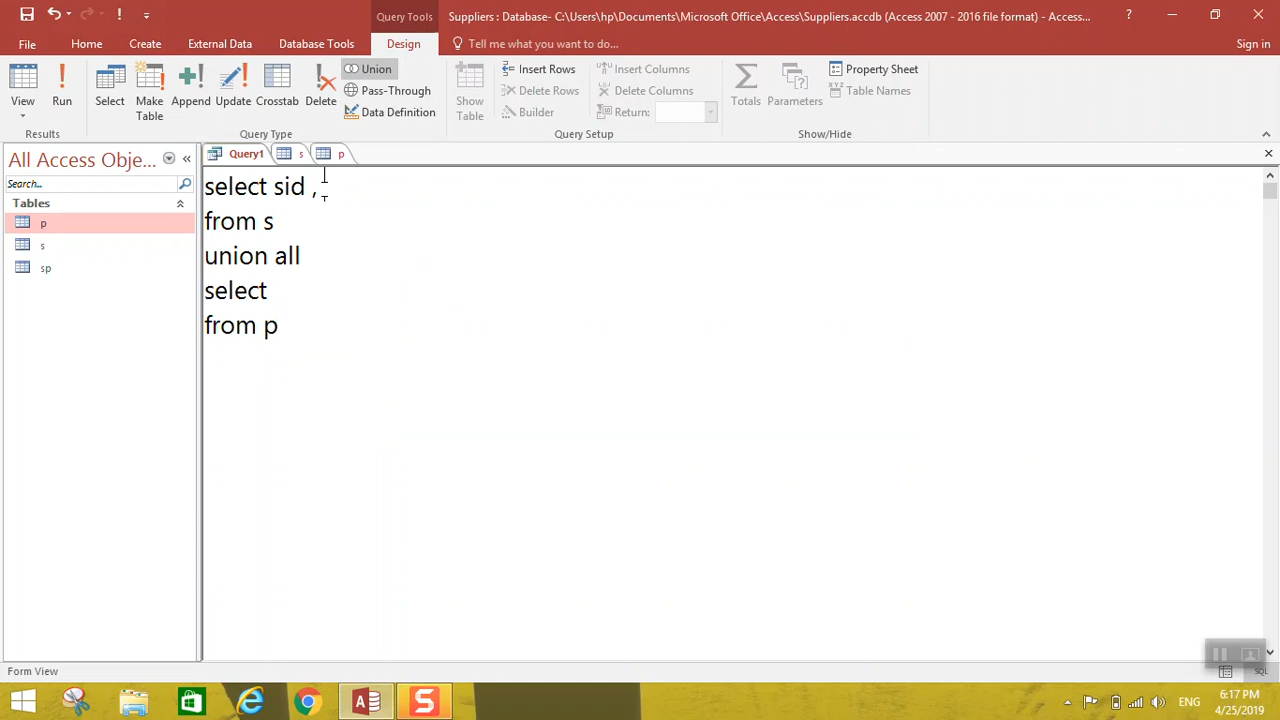 Query Tools
Suppliers : Database- C:\Users\hp\Documents\Microsoft Office\Access\Suppliers.accdb (Access 2007 - 2016 file format) - Access...
?
File
Home
Create
External Data
Database Tools
Design
Tell me what you want to do...
Sign in
View
Run
Select
Make Table
Append
Update
Crosstab
Delete
Union
Pass-Through
Data Definition
Show Table
Insert Rows
Delete Rows
Builder
Insert Columns
Delete Columns
Return:
Totals
Parameters
Property Sheet
Table Names
Results
Query Type
Query Setup
Show/Hide
All Access Obje...
Search..
Tables
p
s
sp
Query1
s
p
select sid ,
from s
union all
select
from p
Form View
SQL
ENG
6:17 PM
4/25/2019